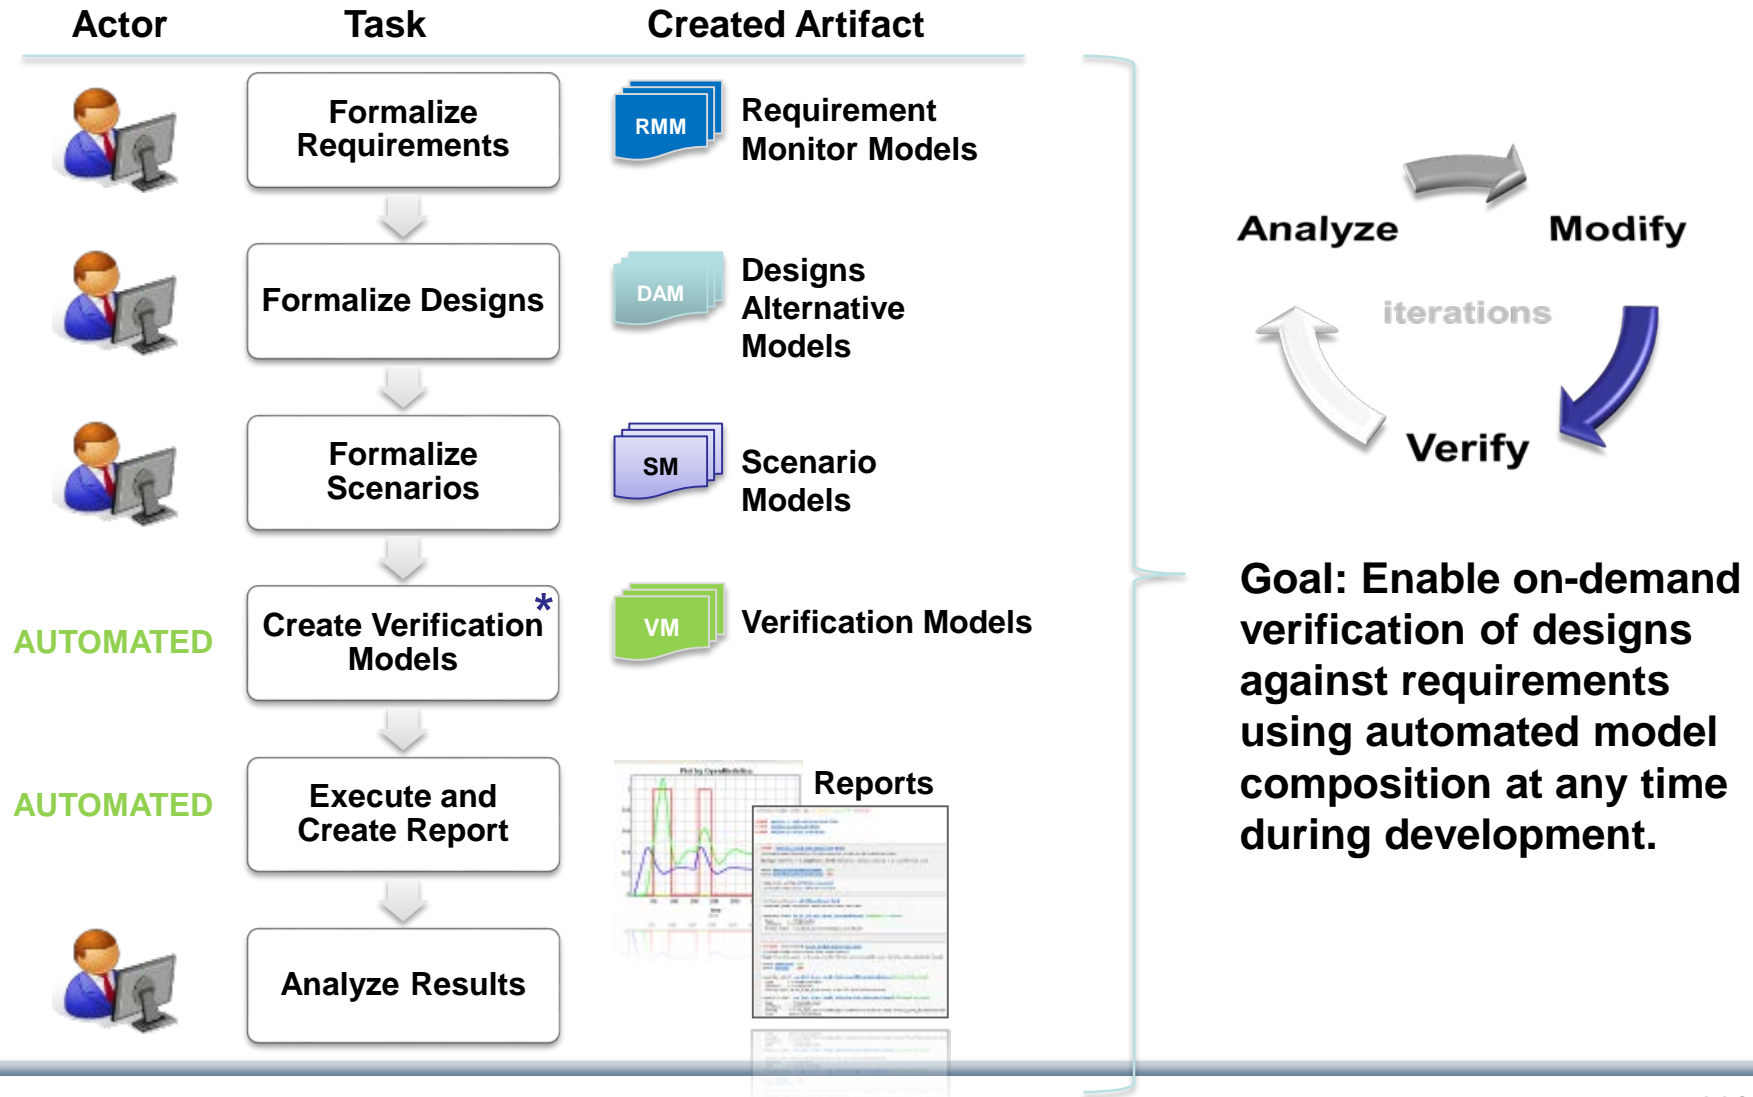 Actor Task Created Artifact
Formalize
Requirements
RMM
Requirement
Monitor Models
Formalize Designs
DAM
Designs
Alternative
Models
Formalize
Scenarios
SM
Scenario
Models
AUTOMATED
Create Verification
Models
*
VM
Verification Models
AUTOMATED
Execute and
Create Report
Plot by OpenModelica
Reports
Analyze Results
Analyze
Modify
iterations
Verify
Goal: Enable on-demand
verification of designs
against requirements
using automated model
composition at any time
during development.